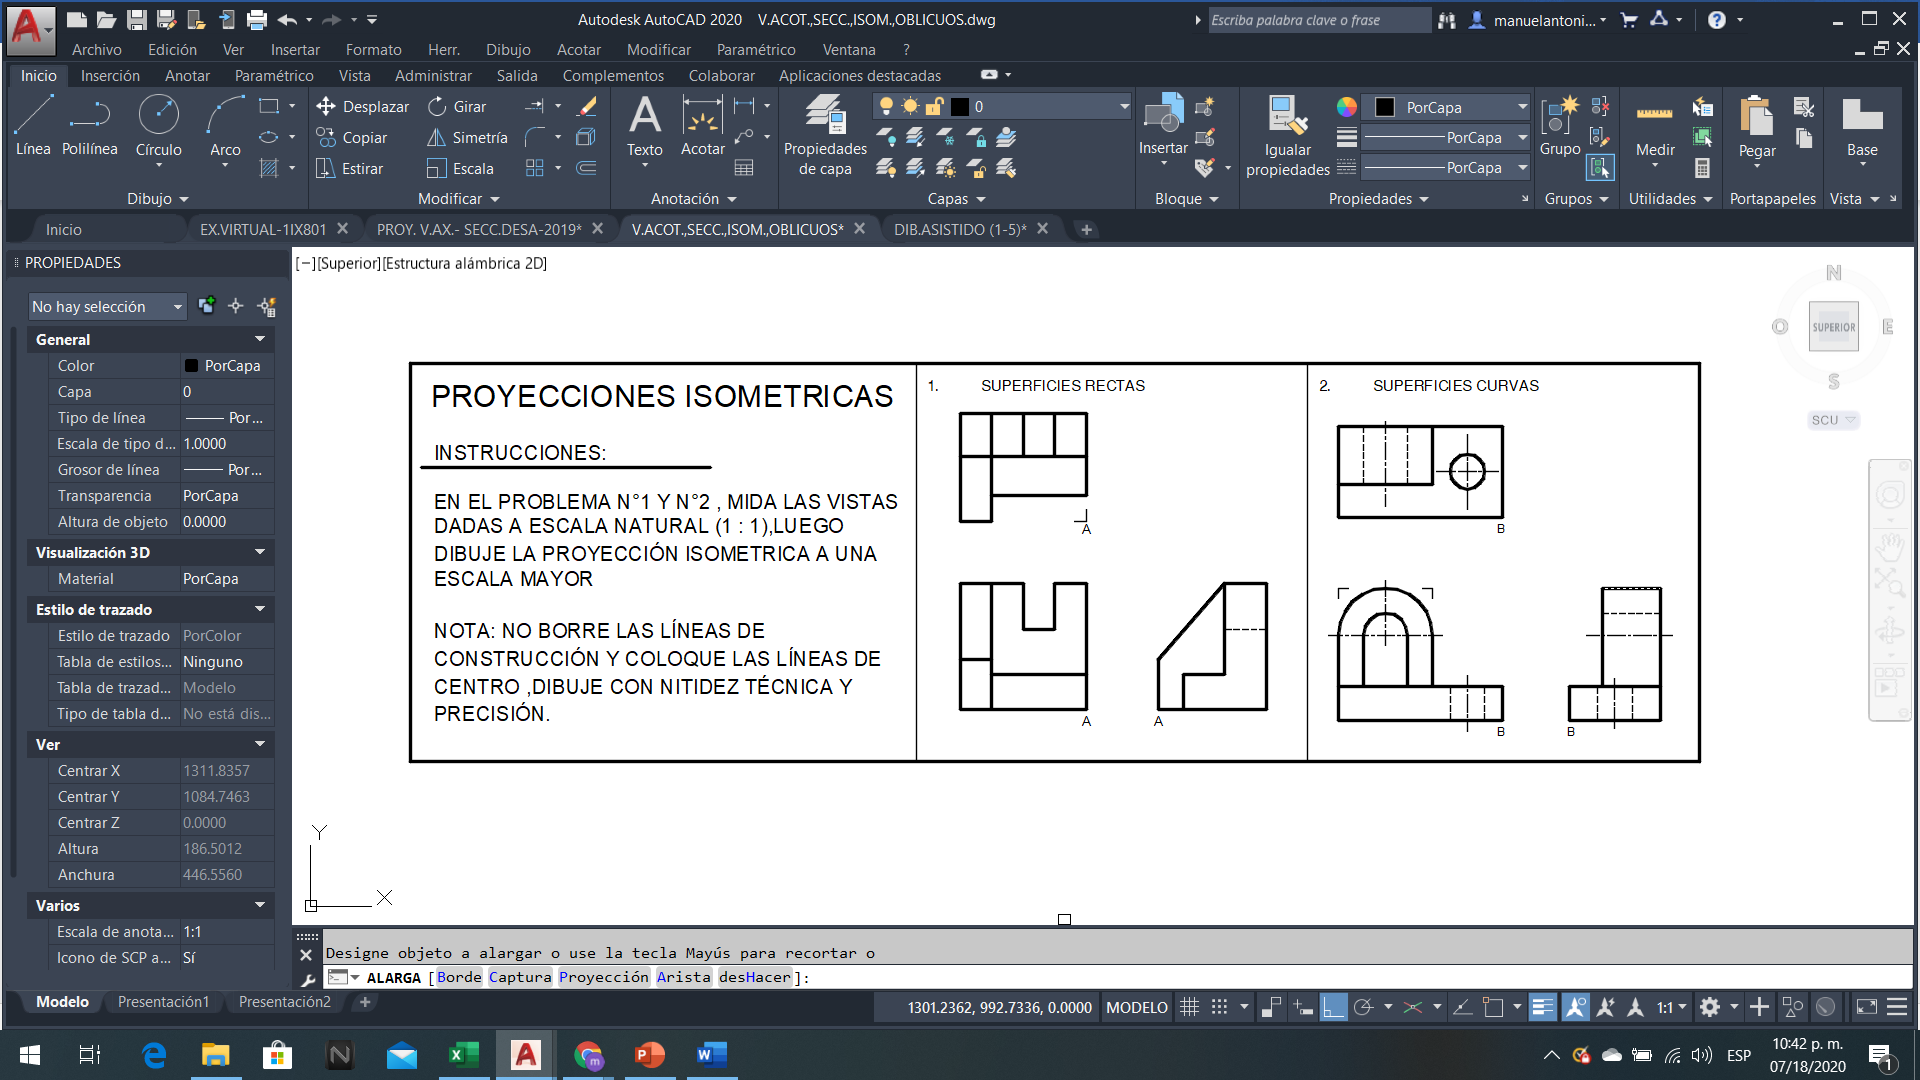 Autodesk AutoCAD 2020 V.ACOT.,SECC.,ISOM.,OBLICUOS.dwg
Escriba palabra clave o frase
manuelantoni...
Archivo Edición Ver Insertar Formato Herr. Dibujo Acotar Modificar Paramétrico Ventana ?
Inicio Inserción Anotar Paramétrico Vista Administrar Salida Complementos Colaborar Aplicaciones destacadas
Desplazar Girar 0 PorCapa
Copiar Simetría PorCapa
Línea Polilínea Círculo Arco Texto Acotar Propiedades de capa Insertar Igualar propiedades Grupo Medir Pegar Base
Estirar Escala PorCapa
Dibujo Modificar Anotación Capas Bloque Propiedades Grupos Utilidades Portapapeles Vista
Inicio EX.VIRTUAL-1IX801 PROY. V.AX.- SECC.DESA-2019* V.ACOT.,SECC.,ISOM.,OBLICUOS* DIB.ASISTIDO (1-5)*
PROPIEDADES
No hay selección
General
Color PorCapa
Capa 0
Tipo de línea Por...
Escala de tipo d... 1.0000
Grosor de línea Por...
Transparencia PorCapa
Altura de objeto 0.0000
Visualización 3D
Material PorCapa
Estilo de trazado
Estilo de trazado PorColor
Tabla de estilos... Ninguno
Tabla de trazad... Modelo
Tipo de tabla d... No está dis...
Ver
Centrar X 1311.8357
Centrar Y 1084.7463
Centrar Z 0.0000
Altura 186.5012
Anchura 446.5560
Varios
Escala de anota... 1:1
Icono de SCP a... Sí
[−][Superior][Estructura alámbrica 2D]
N
O SUPERIOR E
S
SCU
PROYECCIONES ISOMETRICAS
INSTRUCCIONES:
EN EL PROBLEMA N°1 Y N°2 , MIDA LAS VISTAS
DADAS A ESCALA NATURAL (1 : 1),LUEGO
DIBUJE LA PROYECCIÓN ISOMETRICA A UNA
ESCALA MAYOR
NOTA: NO BORRE LAS LÍNEAS DE
CONSTRUCCIÓN Y COLOQUE LAS LÍNEAS DE
CENTRO ,DIBUJE CON NITIDEZ TÉCNICA Y
PRECISIÓN.
1. SUPERFICIES RECTAS
A
A A
2. SUPERFICIES CURVAS
B
B B
Y
X
Designe objeto a alargar o use la tecla Mayús para recortar o
ALARGA [Borde Captura Proyección Arista desHacer]:
Modelo Presentación1 Presentación2
1301.2362, 992.7336, 0.0000 MODELO 1:1
ESP
10:42 p. m.
07/18/2020
1